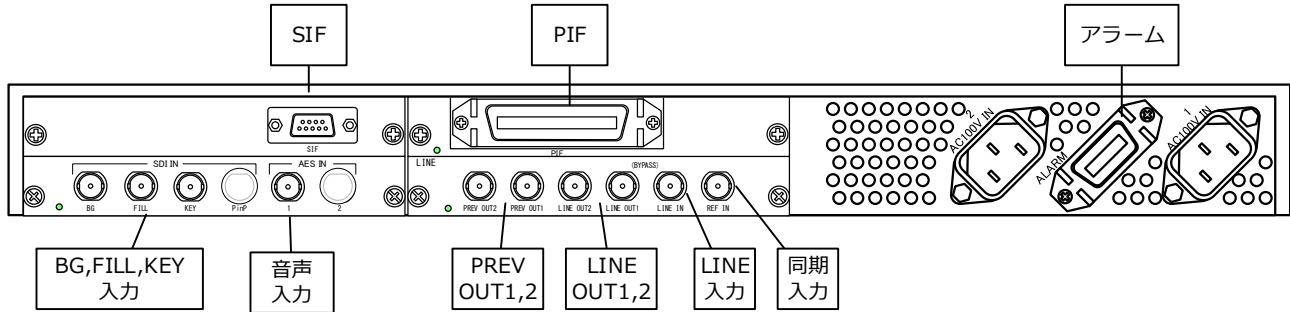 SIF
PIF
アラーム
SIF
PIF
2
AC100V IN
ALARM
1
AC100V IN
SDI IN
AES IN
LINE
(BYPASS)
BG
FILL
KEY
PinP
1
2
PREV OUT2
PREV OUT1
LINE OUT2
LINE OUT1
LINE IN
REF IN
BG,FILL,KEY
入力
音声
入力
PREV
OUT1,2
LINE
OUT1,2
LINE
入力
同期
入力